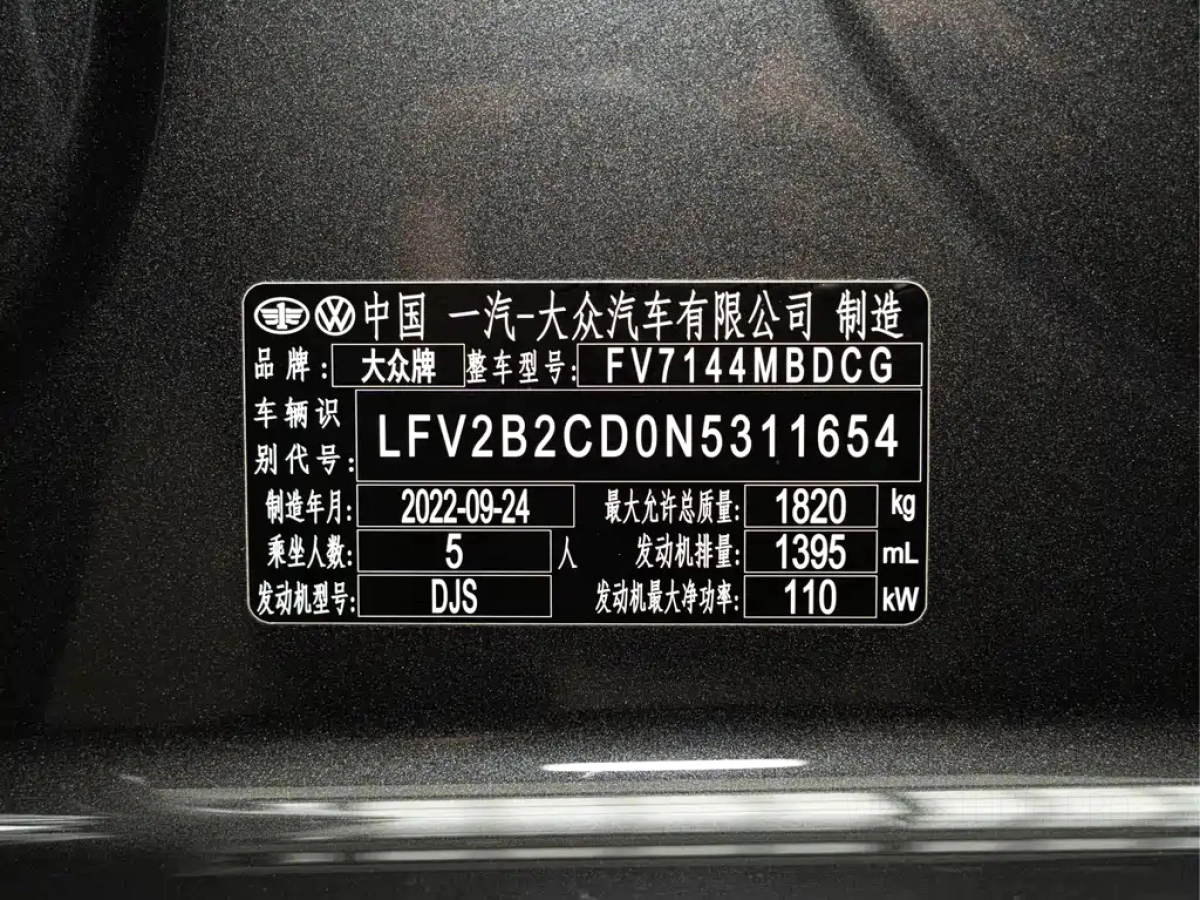 中国 一汽-大众汽车有限公司 制造
品牌: 大众牌 整车型号: FV7144MBDCG
车辆识别代号: LFV2B2CD0N5311654
制造年月: 2022-09-24 最大允许总质量: 1820 kg
乘坐人数: 5 人 发动机排量: 1395 mL
发动机型号: DJS 发动机最大净功率: 110 kW